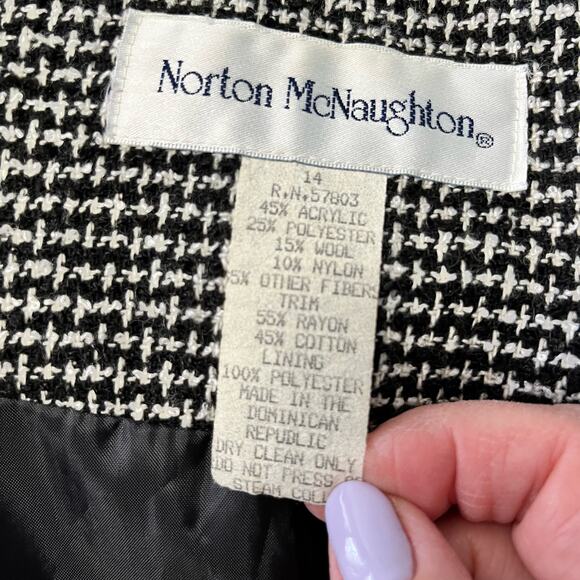 Norton McNaughton®
14
R.N.57803
45% ACRYLIC
25% POLYESTER
15% WOOL
10% NYLON
5% OTHER FIBERS
TRIM
55% RAYON
45% COTTON
LINING
100% POLYESTER
MADE IN THE
DOMINICAN
REPUBLIC
DRY CLEAN ONLY
DO NOT PRESS
STEAM